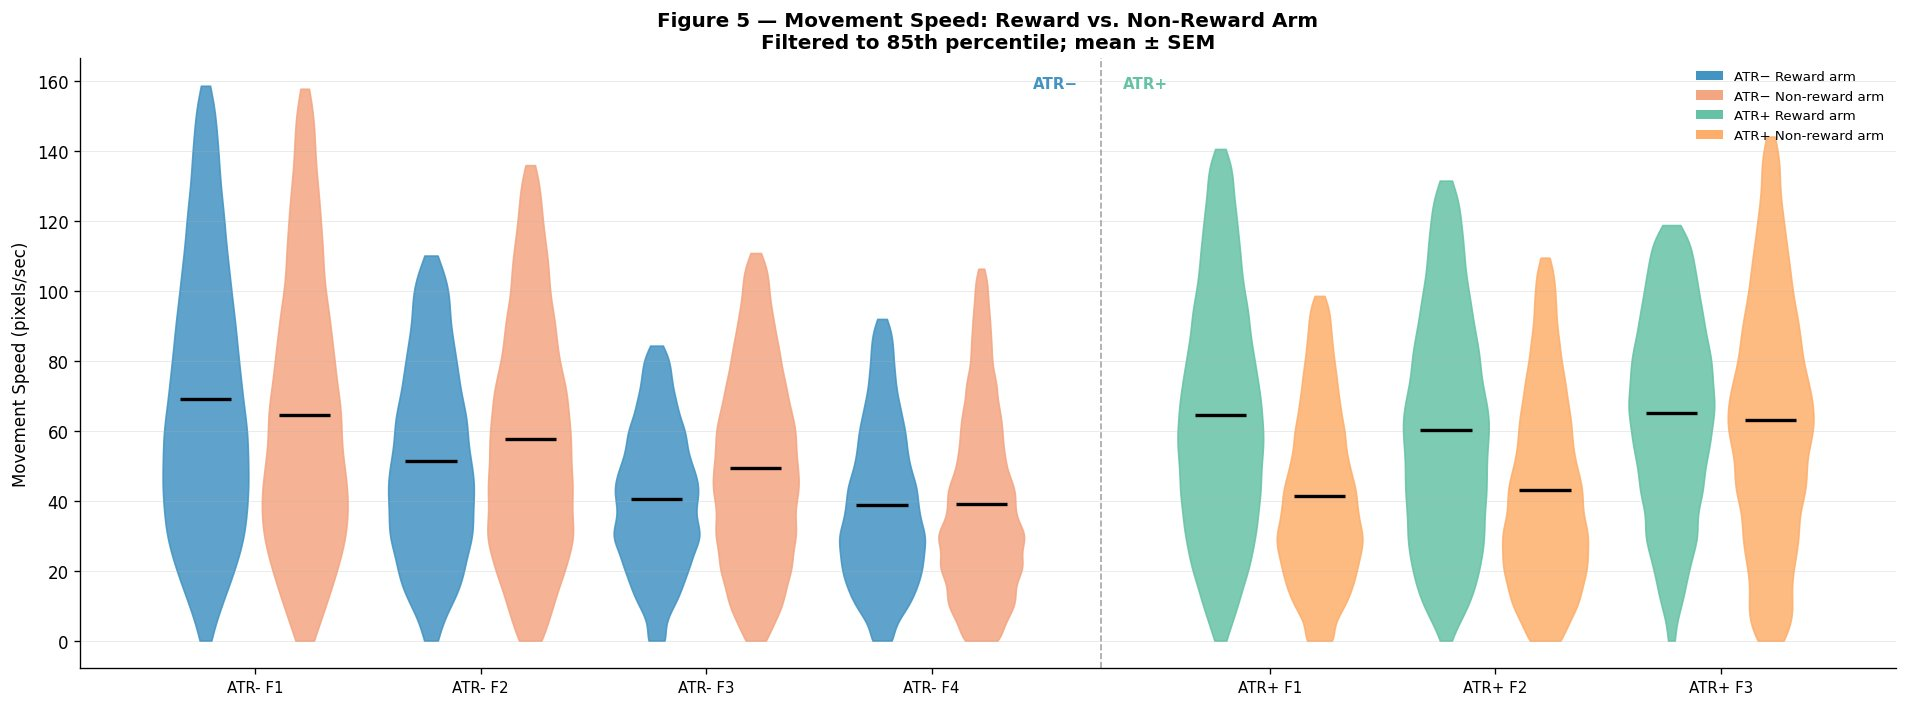 Figure 5 — Movement Speed: Reward vs. Non-Reward Arm
Filtered to 85th percentile; mean ± SEM
Movement Speed (pixels/sec)
160
140
120
100
80
60
40
20
0
ATR−
ATR+
ATR− Reward arm
ATR− Non-reward arm
ATR+ Reward arm
ATR+ Non-reward arm
ATR- F1
ATR- F2
ATR- F3
ATR- F4
ATR+ F1
ATR+ F2
ATR+ F3